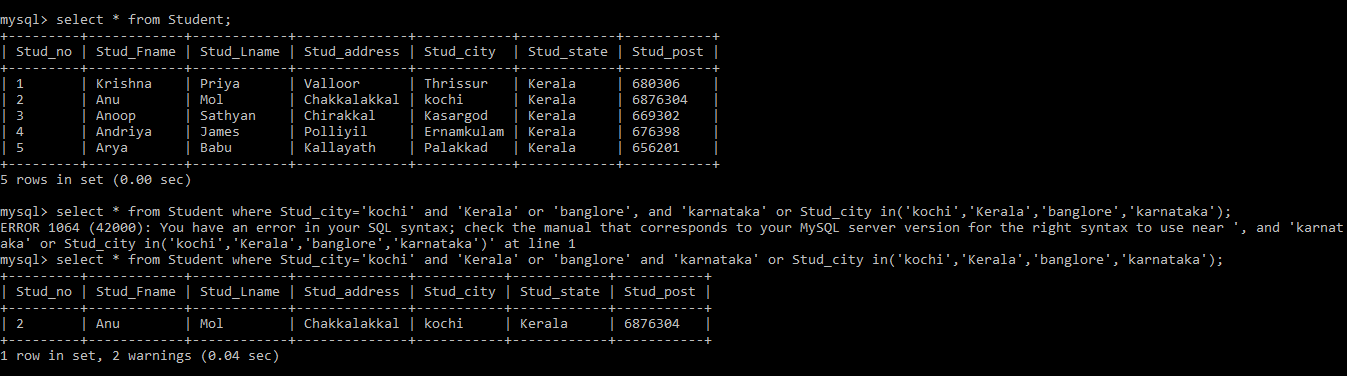 mysql> select * from Student;
+---------+------------+------------+--------------+------------+------------+-----------+
| Stud_no | Stud_Fname | Stud_Lname | Stud_address | Stud_city  | Stud_state | Stud_post |
+---------+------------+------------+--------------+------------+------------+-----------+
| 1       | Krishna    | Priya      | Valloor      | Thrissur   | Kerala     | 680306    |
| 2       | Anu        | Mol        | Chakkalakkal | kochi      | Kerala     | 6876304   |
| 3       | Anoop      | Sathyan    | Chirakkal    | Kasargod   | Kerala     | 669302    |
| 4       | Andriya    | James      | Polliyil     | Ernamkulam | Kerala     | 676398    |
| 5       | Arya       | Babu       | Kallayath    | Palakkad   | Kerala     | 656201    |
+---------+------------+------------+--------------+------------+------------+-----------+
5 rows in set (0.00 sec)
mysql> select * from Student where Stud_city='kochi' and 'Kerala' or 'banglore', and 'karnataka' or Stud_city in('kochi','Kerala','banglore','karnataka');
ERROR 1064 (42000): You have an error in your SQL syntax; check the manual that corresponds to your MySQL server version for the right syntax to use near ', and 'karnat
aka' or Stud_city in('kochi','Kerala','banglore','karnataka')' at line 1
mysql> select * from Student where Stud_city='kochi' and 'Kerala' or 'banglore' and 'karnataka' or Stud_city in('kochi','Kerala','banglore','karnataka');
+---------+------------+------------+--------------+-----------+------------+-----------+
| Stud_no | Stud_Fname | Stud_Lname | Stud_address | Stud_city | Stud_state | Stud_post |
+---------+------------+------------+--------------+-----------+------------+-----------+
| 2       | Anu        | Mol        | Chakkalakkal | kochi     | Kerala     | 6876304   |
+---------+------------+------------+--------------+-----------+------------+-----------+
1 row in set, 2 warnings (0.04 sec)